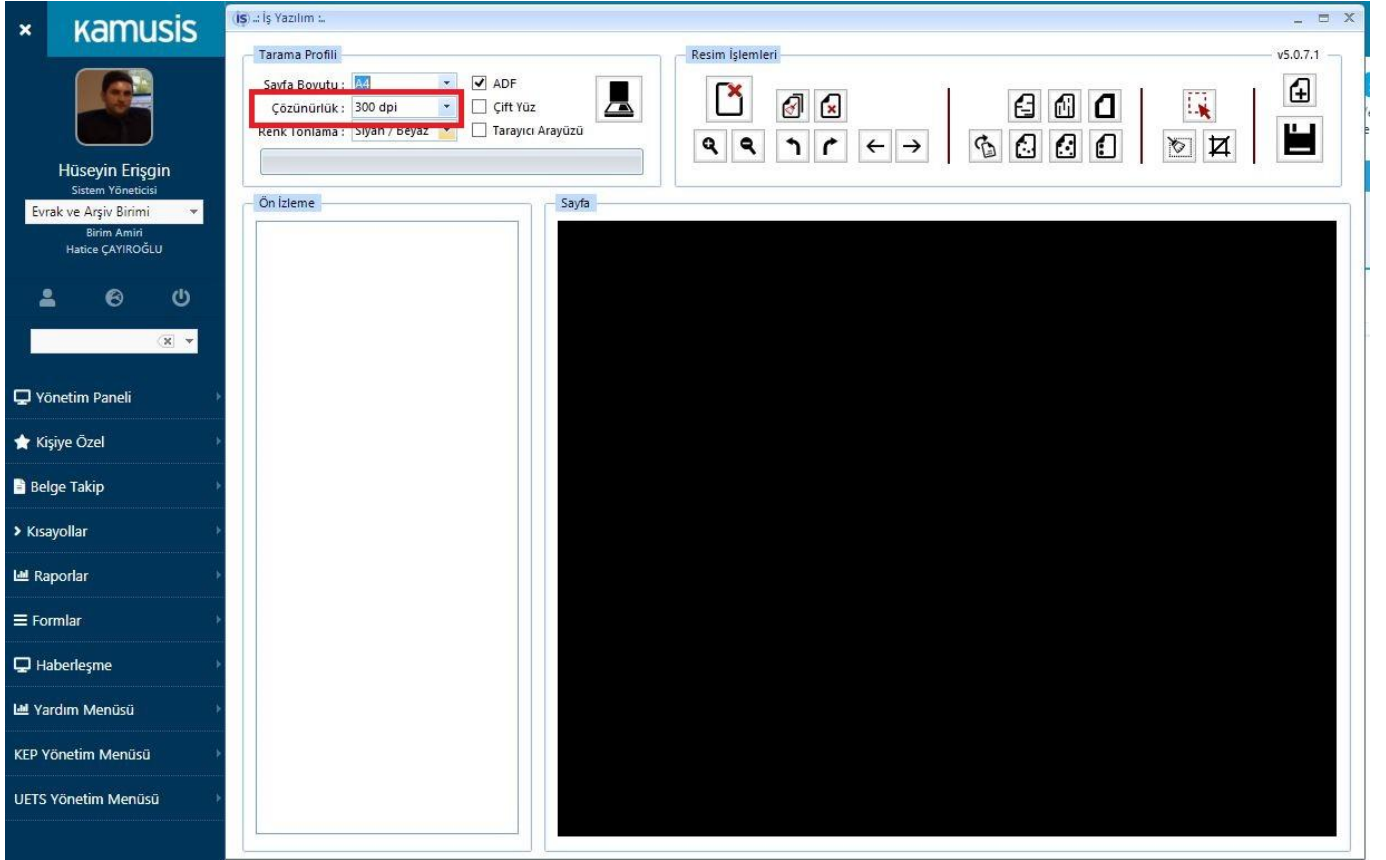 ×
kamusis
Hüseyin Erişgin
Sistem Yöneticisi
Evrak ve Arşiv Birimi
Birim Amiri
Hatice ÇAYIROĞLU
Yönetim Paneli
Kişiye Özel
Belge Takip
Kısayollar
Raporlar
Formlar
Haberleşme
Yardım Menüsü
KEP Yönetim Menüsü
UETS Yönetim Menüsü
iş ..: İş Yazılım :..
Tarama Profili
Sayfa Boyutu : A4
Çözünürlük : 300 dpi
Renk Tonlama : Siyah / Beyaz
ADF
Çift Yüz
Tarayıcı Arayüzü
Resim İşlemleri
v5.0.7.1
Ön İzleme
Sayfa